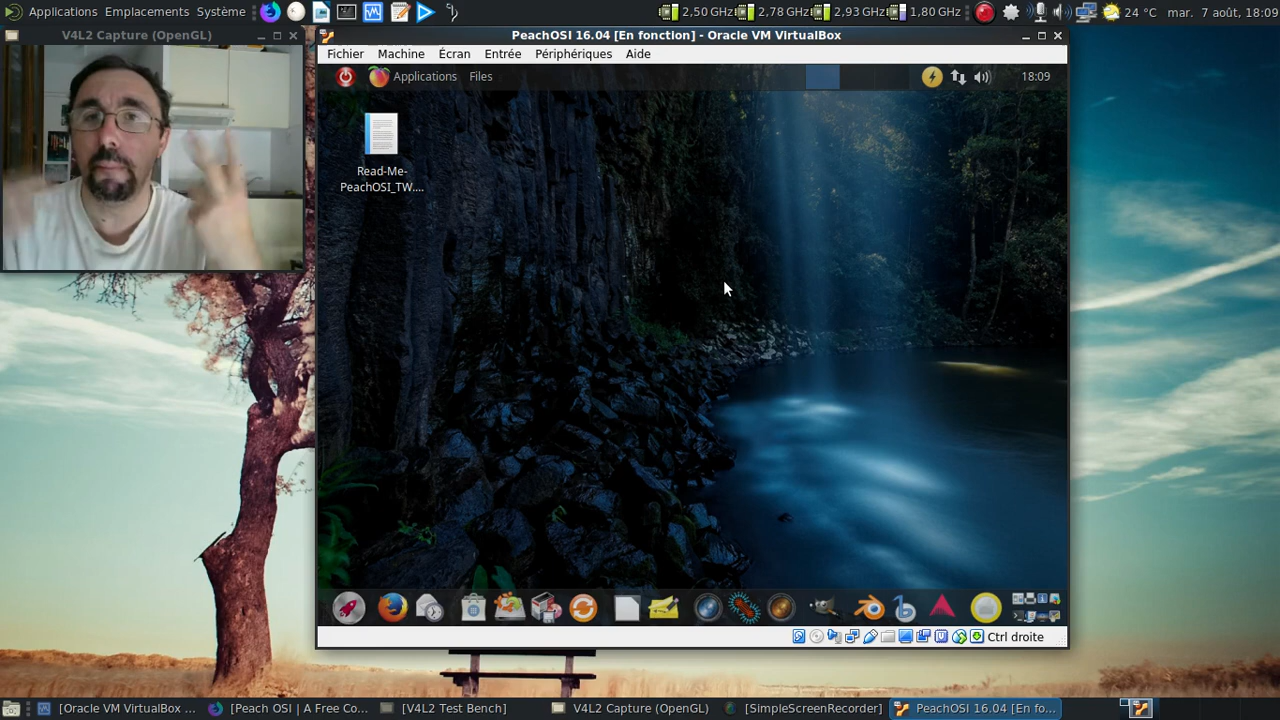 Applications Emplacements Système
2,50 GHz 2,78 GHz 2,93 GHz 1,80 GHz 24 °C mar. 7 août, 18:09
V4L2 Capture (OpenGL)
PeachOSI 16.04 [En fonction] - Oracle VM VirtualBox
Fichier Machine Écran Entrée Périphériques Aide
Applications Files 18:09
Read-Me-
PeachOSI_TW....
Ctrl droite
[Oracle VM VirtualBox ... [Peach OSI | A Free Co... [V4L2 Test Bench] V4L2 Capture (OpenGL) [SimpleScreenRecorder] PeachOSI 16.04 [En fo...